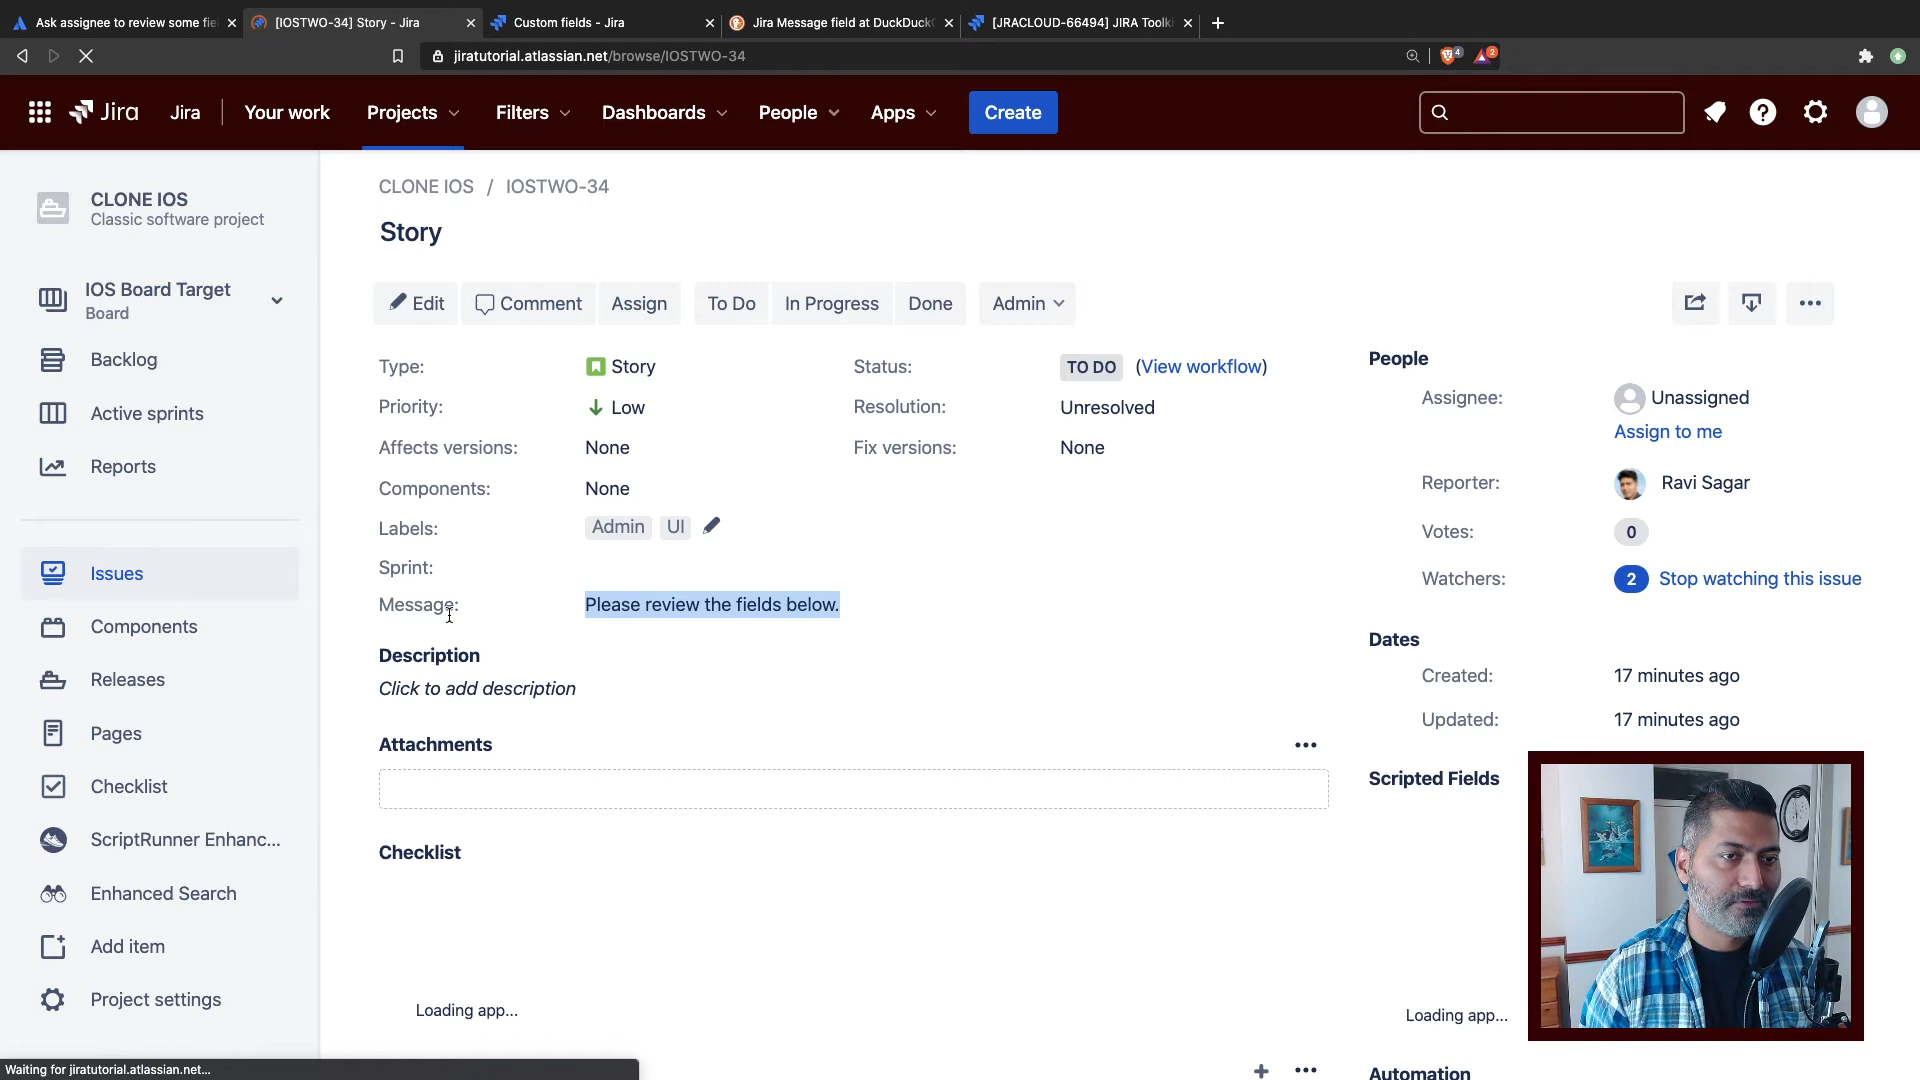 Ask assignee to review some fie
[IOSTWO-34] Story - Jira
Custom fields - Jira
Jira Message field at DuckDuckG
[JRACLOUD-66494] JIRA Toolki
jiratutorial.atlassian.net/browse/IOSTWO-34
4
2
Jira
Jira
Your work
Projects
Filters
Dashboards
People
Apps
Create
CLONE IOS
Classic software project
IOS Board Target
Board
Backlog
Active sprints
Reports
Issues
Components
Releases
Pages
Checklist
ScriptRunner Enhanc...
Enhanced Search
Add item
Project settings
CLONE IOS / IOSTWO-34
Story
Edit
Comment
Assign
To Do
In Progress
Done
Admin
Type: Story
Status: TO DO (View workflow)
Priority: Low
Resolution: Unresolved
Affects versions: None
Fix versions: None
Components: None
Labels: Admin UI
Sprint:
Message: Please review the fields below.
Description
Click to add description
Attachments
Checklist
Loading app...
People
Assignee: Unassigned
Assign to me
Reporter: Ravi Sagar
Votes: 0
Watchers: 2 Stop watching this issue
Dates
Created: 17 minutes ago
Updated: 17 minutes ago
Scripted Fields
Loading app...
Automation
Waiting for jiratutorial.atlassian.net...